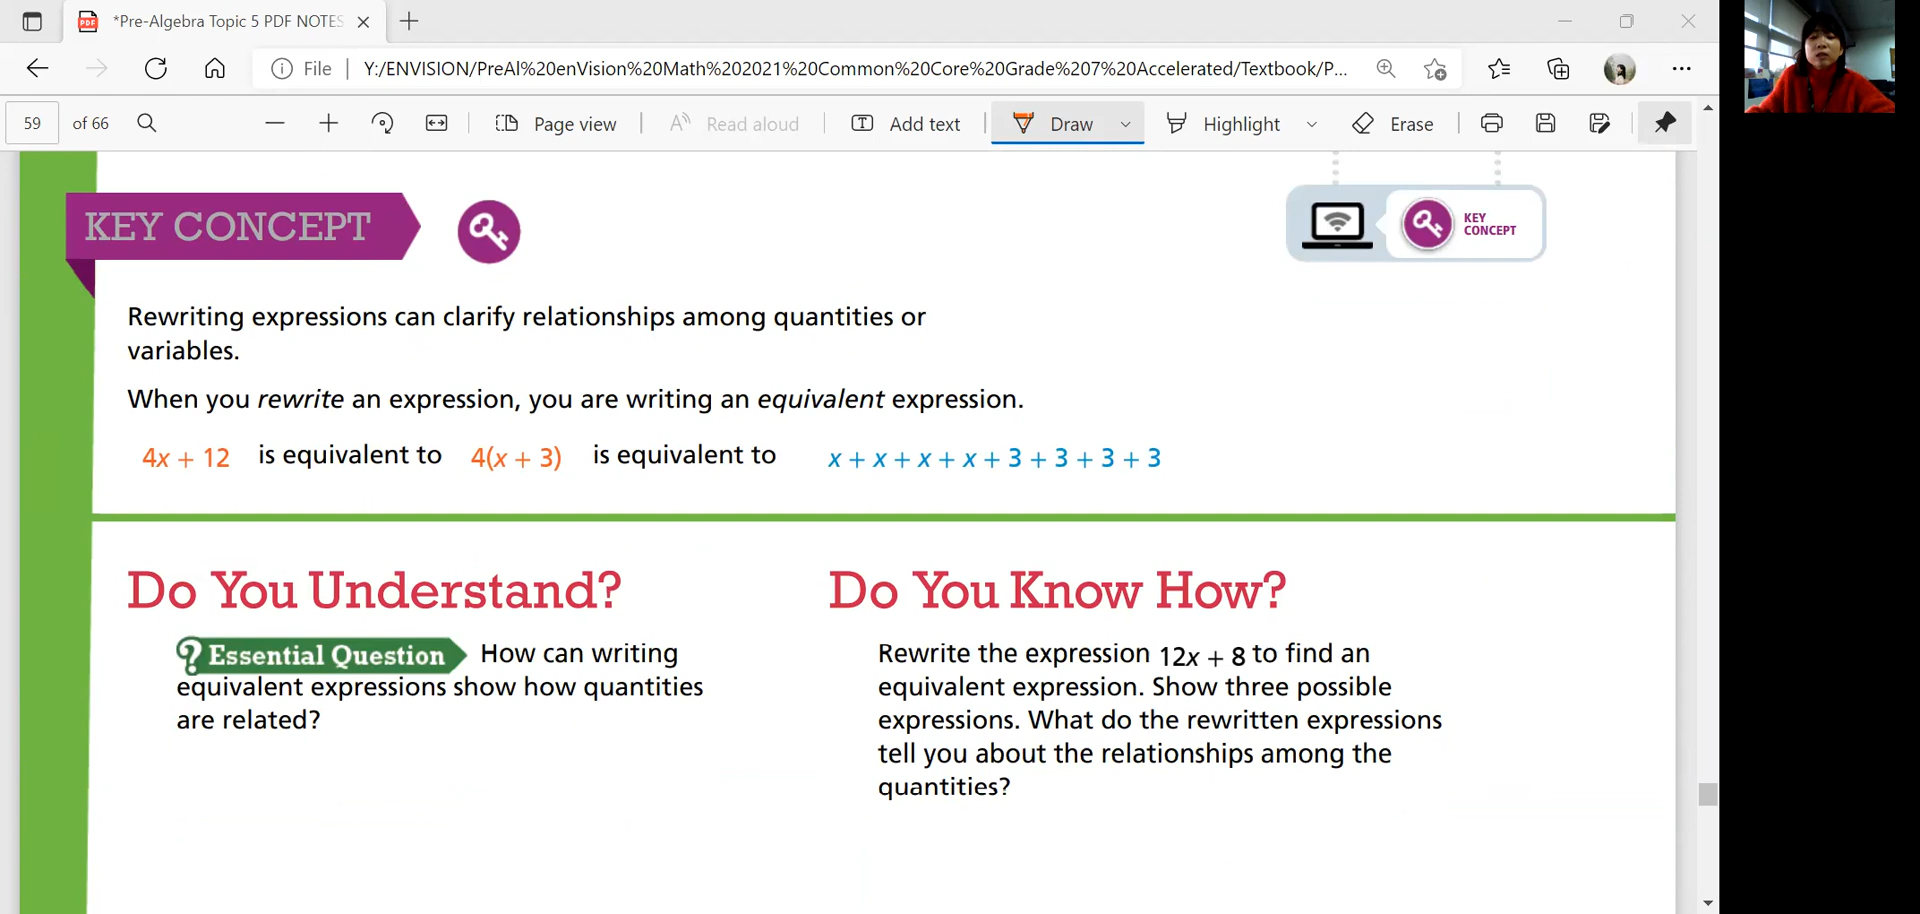 *Pre-Algebra Topic 5 PDF NOTES
File
Y:/ENVISION/PreAl%20enVision%20Math%202021%20Common%20Core%20Grade%207%20Accelerated/Textbook/P...
59 of 66
Page view
Read aloud
Add text
Draw
Highlight
Erase
KEY CONCEPT
KEY
CONCEPT
Rewriting expressions can clarify relationships among quantities or
variables.
When you rewrite an expression, you are writing an equivalent expression.
4x + 12 is equivalent to 4(x + 3) is equivalent to x + x + x + x + 3 + 3 + 3 + 3
Do You Understand?
? Essential Question How can writing
equivalent expressions show how quantities
are related?
Do You Know How?
Rewrite the expression 12x + 8 to find an
equivalent expression. Show three possible
expressions. What do the rewritten expressions
tell you about the relationships among the
quantities?